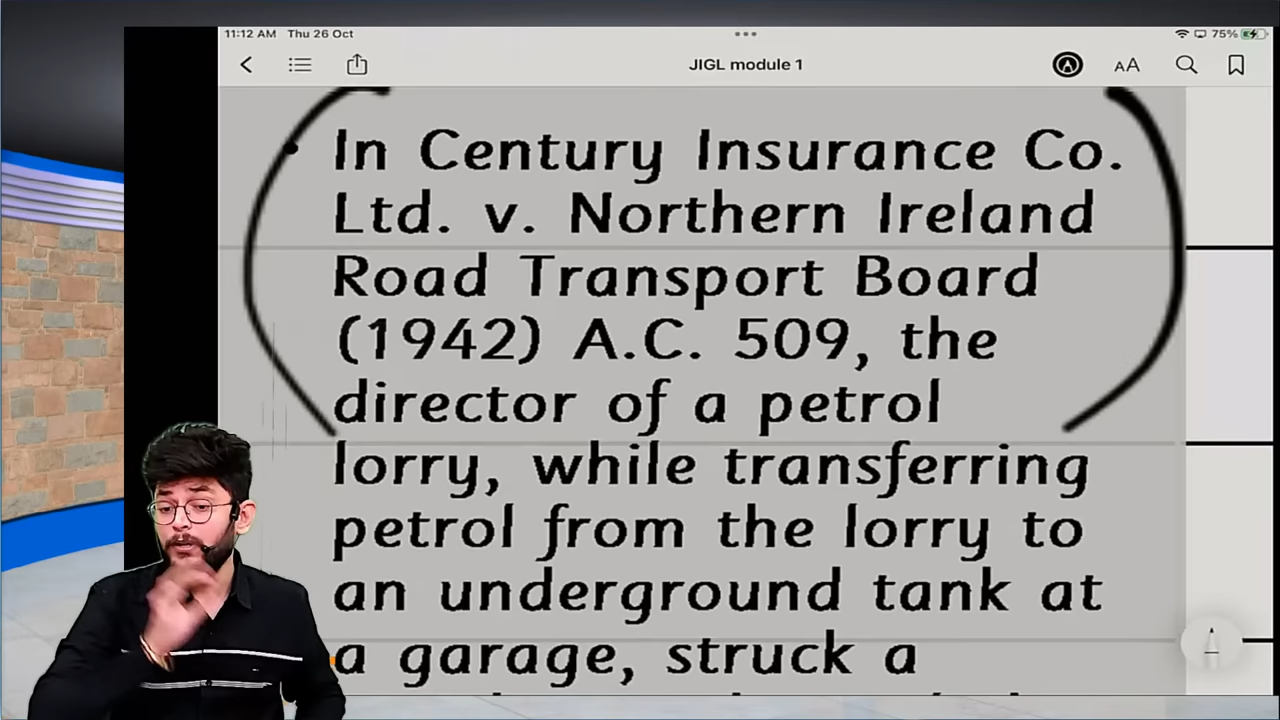 11:12 AM Thu 26 Oct
75%
JIGL module 1
AA
• In Century Insurance Co.
Ltd. v. Northern Ireland
Road Transport Board
(1942) A.C. 509, the
director of a petrol
lorry, while transferring
petrol from the lorry to
an underground tank at
a garage, struck a